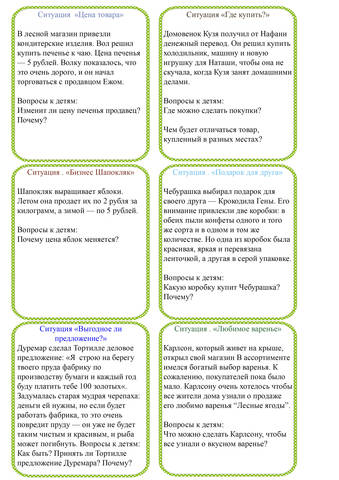 Ситуация «Цена товара»
В лесной магазин привезли
кондитерские изделия. Вол решил
купить печенье к чаю. Цена печенья
— 5 рублей. Волку показалось, что
это очень дорого, и он начал
торговаться с продавцом Ежом.
Вопросы к детям:
Изменит ли цену печенья продавец?
Почему?
Ситуация «Где купить?»
Домовенок Кузя получил от Нафани
денежный перевод. Он решил купить
холодильник, машину и новую
игрушку для Наташи, чтобы она не
скучала, когда Кузя занят домашними
делами.
Вопросы к детям:
Где можно сделать покупки?
Чем будет отличаться товар,
купленный в разных местах?
Ситуация . «Бизнес Шапокляк»
Шапокляк выращивает яблоки.
Летом она продает их по 2 рубля за
килограмм, а зимой — по 5 рублей.
Вопросы к детям:
Почему цена яблок меняется?
Ситуация . «Подарок для друга»
Чебурашка выбирал подарок для
своего друга — Крокодила Гены. Его
внимание привлекли две коробки: в
обеих пыли конфеты одного и того
же сорта и в одном и том же
количестве. Но одна из коробок была
красивая, яркая и перевязана
ленточкой, а другая в серой упаковке.
Вопросы к детям:
Какую коробку купит Чебурашка?
Почему?
Ситуация «Выгодное ли
предложение?»
Дуремар сделал Тортилле деловое
предложение: «Я строю на берегу
твоего пруда фабрику по
производству бумаги и каждый год
буду платить тебе 100 золотых».
Задумалась старая мудрая черепаха:
деньги ей нужны, но если будет
работать фабрика, то это очень
повредит пруду — он уже не будет
таким чистым и красивым, и рыба
может погибнуть. Вопросы к детям:
Как быть? Принять ли Тортилле
предложение Дуремара? Почему?
Ситуация . «Любимое варенье»
Карлсон, который живет на крыше,
открыл свой магазин В ассортименте
имелся богатый выбор варенья. К
сожалению, покупателей пока было
мало. Карлсону очень хотелось чтобы
все жители дома узнали о продаже
его любимо варенья "Лесные ягоды".
Вопросы к детям:
Что можно сделать Карлсону, чтобы
все узнали о вкусном варенье?